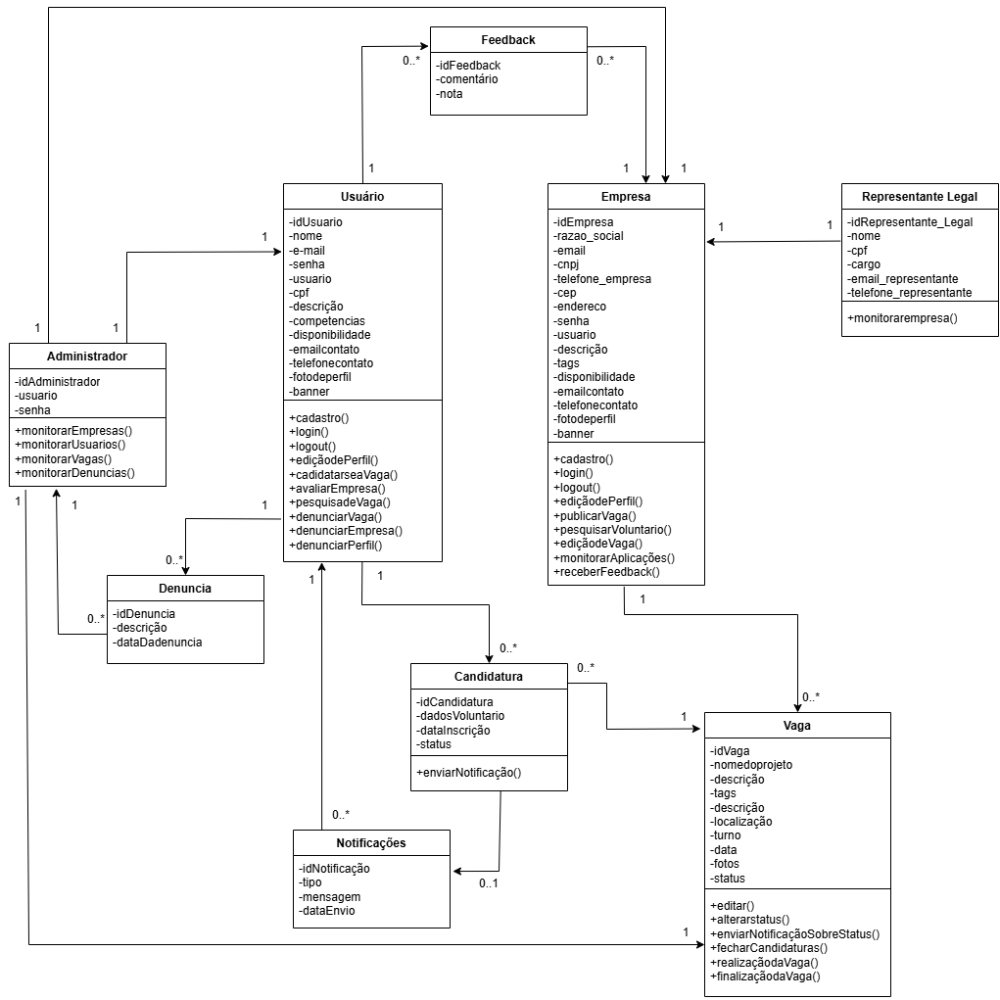 Feedback
-idFeedback
-comentário
-nota
0..*
0..*
1
1
1
Usuário
-idUsuario
-nome
-e-mail
-senha
-usuario
-cpf
-descrição
-competencias
-disponibilidade
-emailcontato
-telefonecontato
-fotodeperfil
-banner
+cadastro()
+login()
+logout()
+ediçãodePerfil()
+cadidatarseaVaga()
+avaliarEmpresa()
+pesquisadeVaga()
+denunciarVaga()
+denunciarEmpresa()
+denunciarPerfil()
Empresa
-idEmpresa
-razao_social
-email
-cnpj
-telefone_empresa
-cep
-endereco
-senha
-usuario
-descrição
-tags
-disponibilidade
-emailcontato
-telefonecontato
-fotodeperfil
-banner
+cadastro()
+login()
+logout()
+ediçãodePerfil()
+publicarVaga()
+pesquisarVoluntario()
+ediçãodeVaga()
+monitorarAplicações()
+receberFeedback()
Representante Legal
-idRepresentante_Legal
-nome
-cpf
-cargo
-email_representante
-telefone_representante
+monitorarempresa()
1
1
1
1
1
Administrador
-idAdministrador
-usuario
-senha
+monitorarEmpresas()
+monitorarUsuarios()
+monitorarVagas()
+monitorarDenuncias()
1
1
1
0..*
Denuncia
-idDenuncia
-descrição
-dataDadenuncia
0..*
1
1
1
0..*
Candidatura
-idCandidatura
-dadosVoluntario
-dataInscrição
-status
+enviarNotificação()
0..*
1
0..*
Vaga
-idVaga
-nomedoprojeto
-descrição
-tags
-descrição
-localização
-turno
-data
-fotos
-status
+editar()
+alterarstatus()
+enviarNotificaçãoSobreStatus()
+fecharCandidaturas()
+realizaçãodaVaga()
+finalizaçãodaVaga()
0..*
Notificações
-idNotificação
-tipo
-mensagem
-dataEnvio
0..1
1